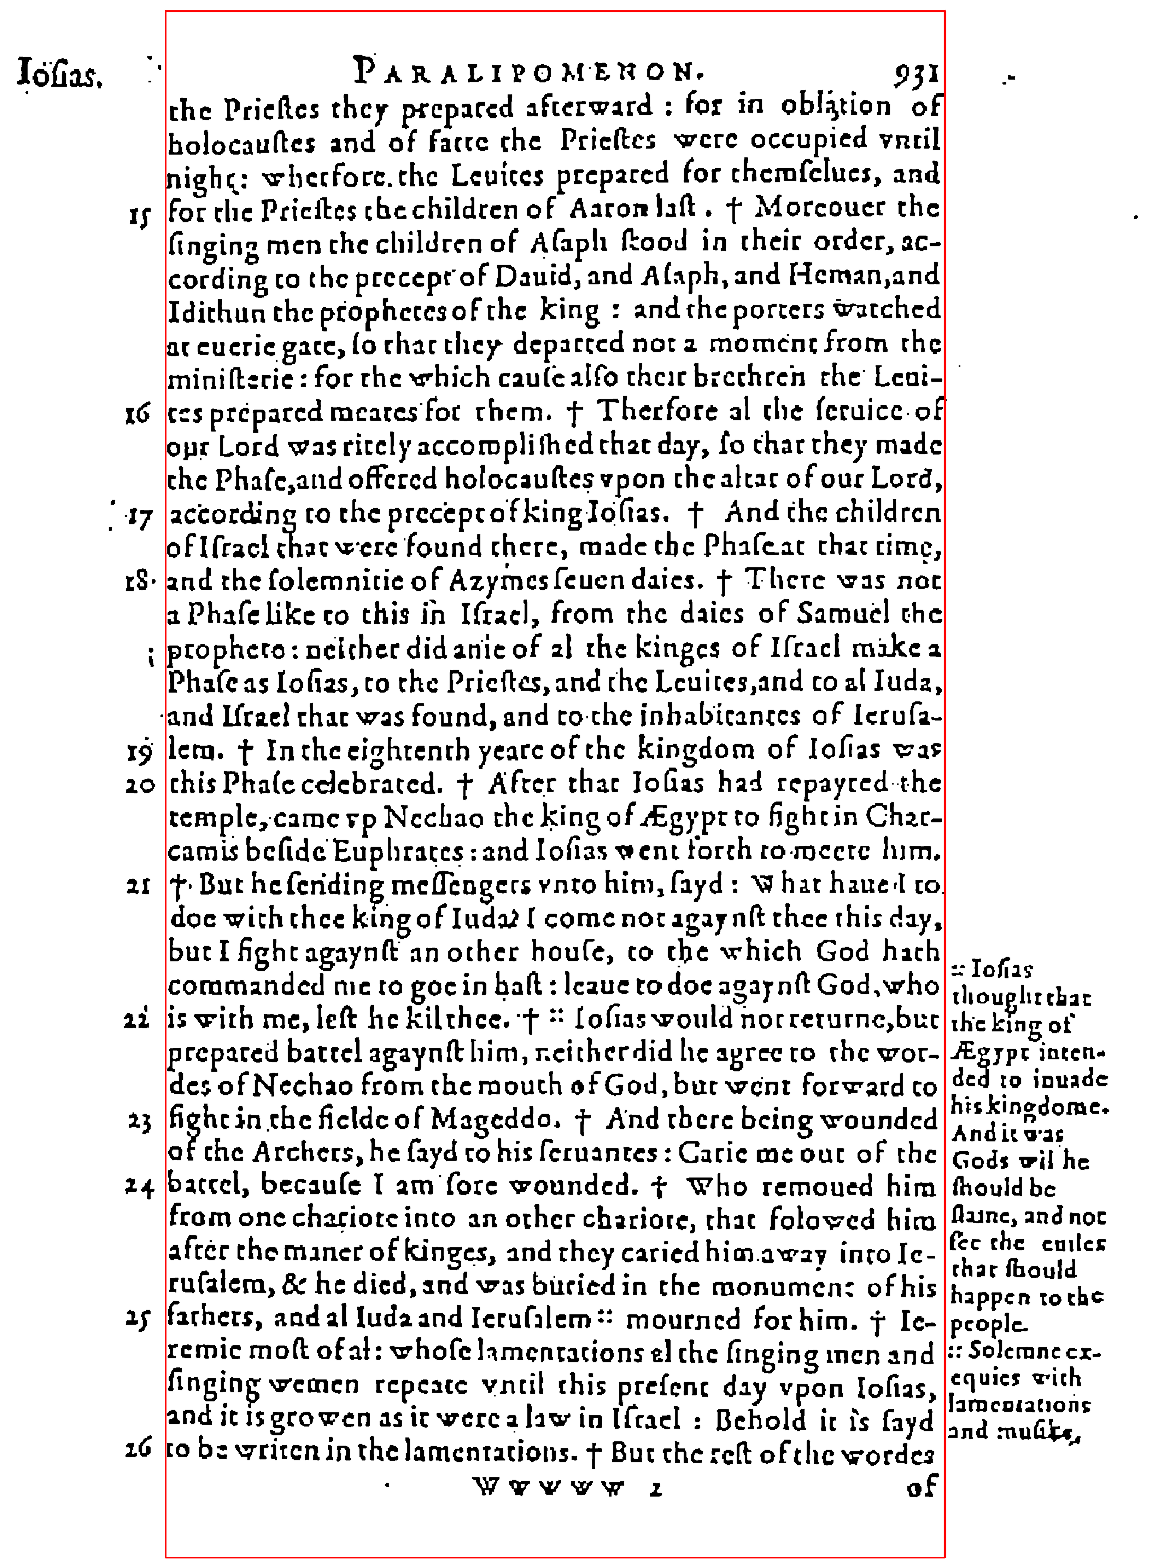 Iosias.
PARALIPOMENON. 931
the Priestes they prepared afterward : for in oblation of
holocaustes and of fatte the Priestes were occupied vntil
night: wherfore the Leuites prepared for themselues, and
15 for the Priestes the children of Aaron last. † Moreouer the
singing men the children of Asaph stood in their order, ac-
cording to the precept of Dauid, and Asaph, and Heman, and
Idithun the prophetes of the king : and the porters watched
at euerie gate, so that they departed not a moment from the
ministerie : for the which cause also their brethren the Leui-
16 tes prepared meates for them. † Therfore al the seruice of
our Lord was ritely accomplished that day, so that they made
the Phase, and offered holocaustes vpon the altar of our Lord,
17 according to the precept of king Iosias. † And the children
of Israel that were found there, made the Phase at that time,
18 and the solemnitie of Azymes seuen daies. † There was not
a Phase like to this in Israel, from the daies of Samuel the
prophete : neither did anie of al the kinges of Israel make a
Phase as Iosias, to the Priestes, and the Leuites, and to al Iuda,
and Israel that was found, and to the inhabitantes of Ierusa-
19 lem. † In the eightenth yeare of the kingdom of Iosias was
20 this Phase celebrated. † After that Iosias had repayred the
temple, came vp Nechao the king of Ægypt to fight in Char-
camis beside Euphrates : and Iosias went forth to meete him.
21 † But he sending messengers vnto him, sayd : What haue I to
doe with thee king of Iuda? I come not agaynst thee this day,
but I fight agaynst an other house, to the which God hath
commanded me to goe in hast : leaue to doe agaynst God, who
22 is with me, lest he kil thee. † :: Iosias would not returne, but
prepared battel agaynst him, neither did he agree to the wor-
des of Nechao from the mouth of God, but went forward to
23 fight in the fielde of Mageddo. † And there being wounded
of the Archers, he sayd to his seruantes : Carie me out of the
24 battel, because I am sore wounded. † Who remoued him
from one chariote into an other chariote, that folowed him
after the maner of kinges, and they caried him away into Ie-
rusalem, & he died, and was buried in the monument of his
25 fathers, and al Iuda and Ierusalem :: mourned for him. † Ie-
remie most of al : whose lamentations al the singing men and
singing wemen repeate vntil this present day vpon Iosias,
and it is growen as it were a law in Israel : Behold it is sayd
26 to be written in the lamentations. † But the rest of the wordes
Wwwww 2 of
:: Iosias
thought that
the king of
Ægypt inten-
ded to inuade
his kingdome.
And it was
Gods wil he
should be
slaine, and not
see the euiles
that should
happen to the
people.
:: Solemne ex-
equies with
lamentations
and musike,